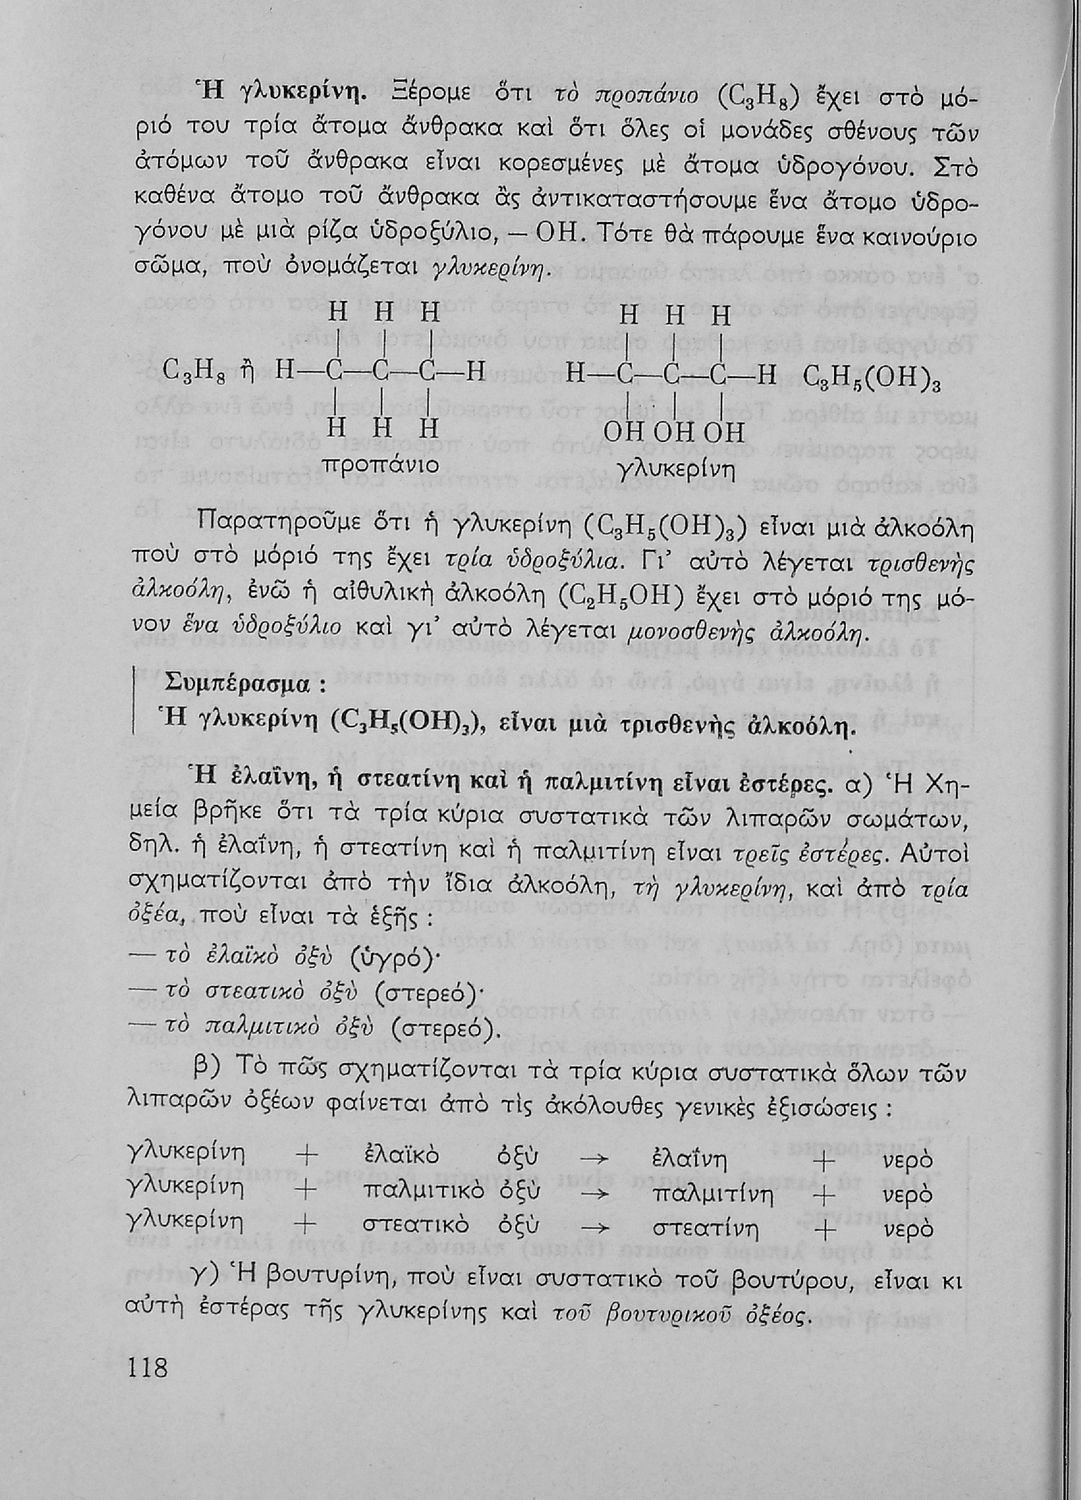 Ἡ γλυκερίνη. Ξέρομε ὅτι τὸ προπάνιο (C₃H₈) ἔχει στὸ μό-
ριό του τρία ἄτομα ἄνθρακα καὶ ὅτι ὅλες οἱ μονάδες σθένους τῶν
ἀτόμων τοῦ ἄνθρακα εἶναι κορεσμένες μὲ ἄτομα ὑδρογόνου. Στὸ
καθένα ἄτομο τοῦ ἄνθρακα ἂς ἀντικαταστήσουμε ἕνα ἄτομο ὑδρο-
γόνου μὲ μιὰ ρίζα ὑδροξύλιο, — OH. Τότε θὰ πάρουμε ἕνα καινούριο
σῶμα, ποὺ ὀνομάζεται γλυκερίνη.
H H H H H H
| | | | | |
C₃H₈ ἢ H—C—C—C—H H—C—C—C—H C₃H₅(OH)₃
| | | | | |
H H H OH OH OH
προπάνιο γλυκερίνη
Παρατηροῦμε ὅτι ἡ γλυκερίνη (C₃H₅(OH)₃) εἶναι μιὰ ἀλκοόλη
ποὺ στὸ μόριό της ἔχει τρία ὑδροξύλια. Γι’ αὐτὸ λέγεται τρισθενὴς
ἀλκοόλη, ἐνῶ ἡ αἰθυλικὴ ἀλκοόλη (C₂H₅OH) ἔχει στὸ μόριό της μό-
νον ἕνα ὑδροξύλιο καὶ γι’ αὐτὸ λέγεται μονοσθενὴς ἀλκοόλη.
Συμπέρασμα :
Ἡ γλυκερίνη (C₃H₅(OH)₃), εἶναι μιὰ τρισθενὴς ἀλκοόλη.
Ἡ ἐλαΐνη, ἡ στεατίνη καὶ ἡ παλμιτίνη εἶναι ἐστέρες. α) Ἡ Χη-
μεία βρῆκε ὅτι τὰ τρία κύρια συστατικὰ τῶν λιπαρῶν σωμάτων,
δηλ. ἡ ἐλαΐνη, ἡ στεατίνη καὶ ἡ παλμιτίνη εἶναι τρεῖς ἐστέρες. Αὐτοὶ
σχηματίζονται ἀπὸ τὴν ἴδια ἀλκοόλη, τὴ γλυκερίνη, καὶ ἀπὸ τρία
ὀξέα, ποὺ εἶναι τὰ ἑξῆς :
— τὸ ἐλαϊκὸ ὀξὺ (ὑγρό)·
— τὸ στεατικὸ ὀξὺ (στερεό)·
— τὸ παλμιτικὸ ὀξὺ (στερεό).
β) Τὸ πῶς σχηματίζονται τὰ τρία κύρια συστατικὰ ὅλων τῶν
λιπαρῶν ὀξέων φαίνεται ἀπὸ τὶς ἀκόλουθες γενικὲς ἐξισώσεις :
γλυκερίνη + ἐλαϊκὸ ὀξὺ → ἐλαΐνη + νερὸ
γλυκερίνη + παλμιτικὸ ὀξὺ → παλμιτίνη + νερὸ
γλυκερίνη + στεατικὸ ὀξὺ → στεατίνη + νερὸ
γ) Ἡ βουτυρίνη, ποὺ εἶναι συστατικὸ τοῦ βουτύρου, εἶναι κι
αὐτὴ ἐστέρας τῆς γλυκερίνης καὶ τοῦ βουτυρικοῦ ὀξέος.
118